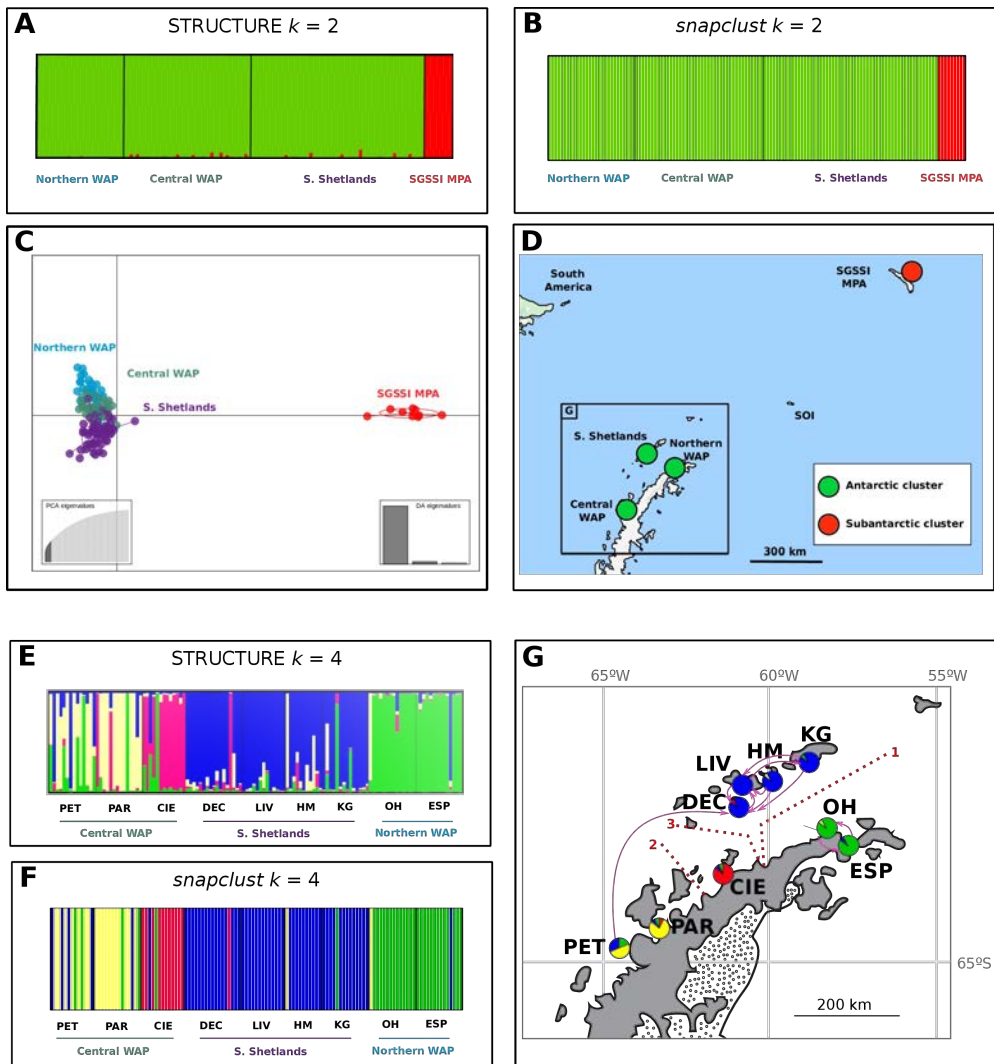 A
STRUCTURE k = 2
Northern WAP
Central WAP
S. Shetlands
SGSSI MPA
B
snapclust k = 2
Northern WAP
Central WAP
S. Shetlands
SGSSI MPA
C
Northern WAP
Central WAP
S. Shetlands
SGSSI MPA
PCA eigenvalues
DA eigenvalues
D
South
America
SGSSI
MPA
SOI
G
S. Shetlands
Northern
WAP
Central
WAP
Antarctic cluster
Subantarctic cluster
300 km
E
STRUCTURE k = 4
PET PAR CIE DEC LIV HM KG OH ESP
Central WAP
S. Shetlands
Northern WAP
F
snapclust k = 4
PET PAR CIE DEC LIV HM KG OH ESP
Central WAP
S. Shetlands
Northern WAP
G
65ºW
60ºW
55ºW
KG
HM
LIV
1
DEC
OH
3
2
ESP
CIE
PAR
PET
65ºS
200 km